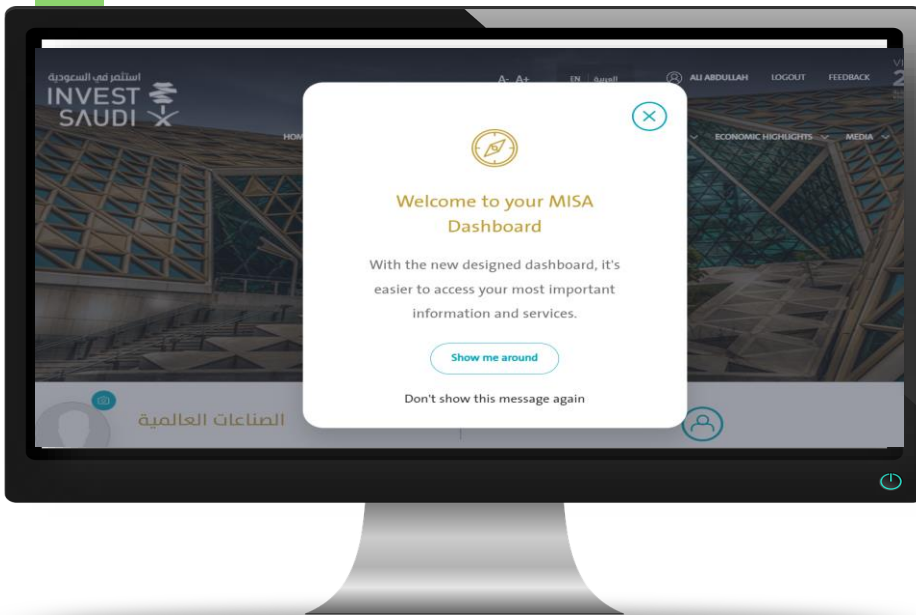 استثمر في السعودية
INVEST
SAUDI
A- A+
EN
العربية
ALI ABDULLAH
LOGOUT
FEEDBACK
ECONOMIC HIGHLIGHTS
MEDIA
Welcome to your MISA
Dashboard
With the new designed dashboard, it's
easier to access your most important
information and services.
Show me around
Don't show this message again
الصناعات العالمية